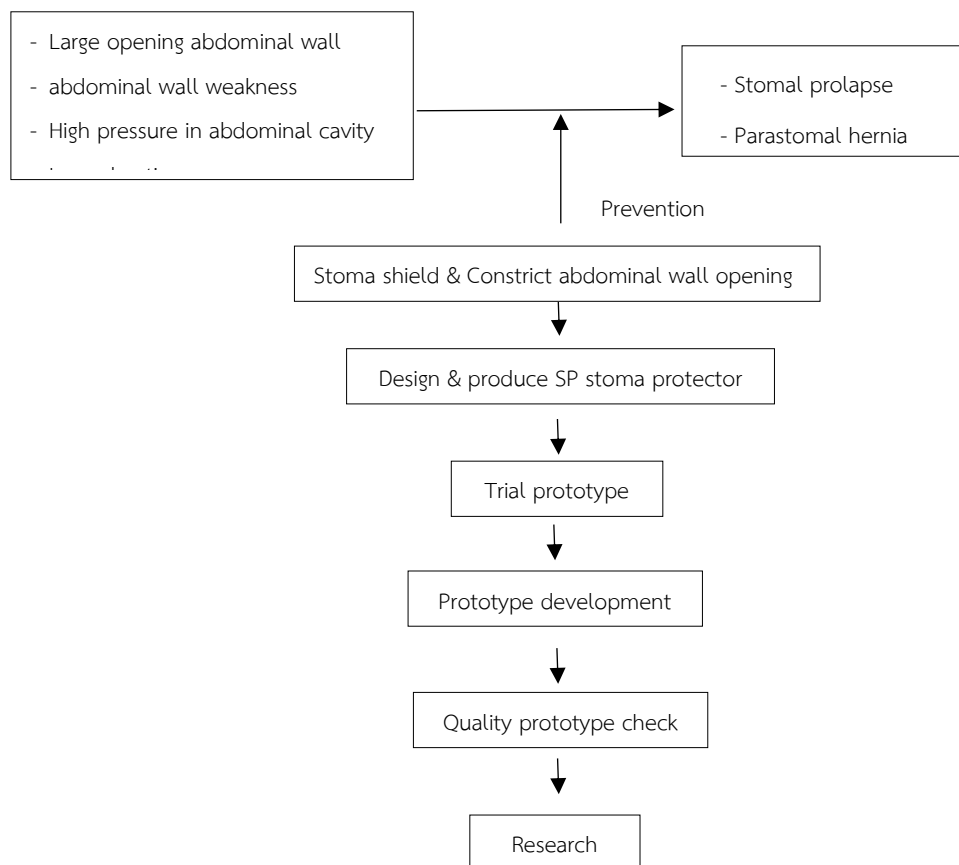 - Large opening abdominal wall
- abdominal wall weakness
- High pressure in abdominal cavity
- Stomal prolapse
- Parastomal hernia
Prevention
Stoma shield & Constrict abdominal wall opening
Design & produce SP stoma protector
Trial prototype
Prototype development
Quality prototype check
Research